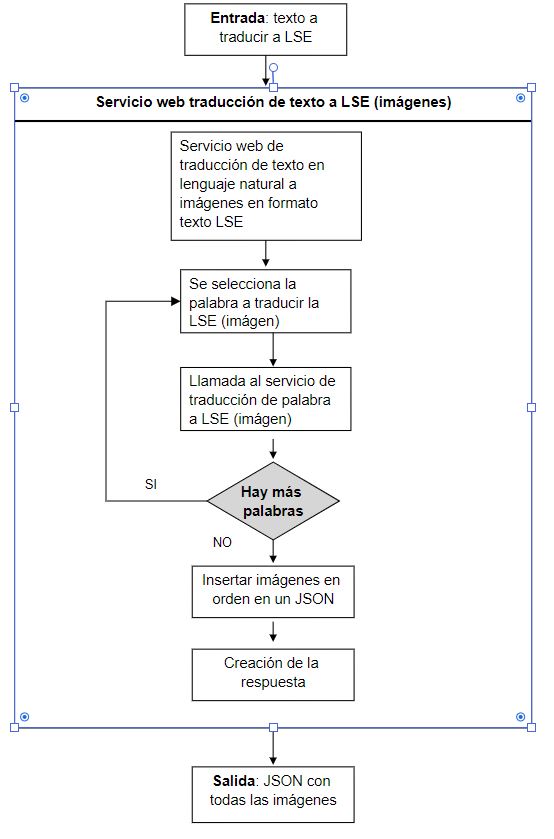 Entrada: texto a
traducir a LSE
Servicio web traducción de texto a LSE (imágenes)
Servicio web de
traducción de texto en
lenguaje natural a
imágenes en formato
texto LSE
Se selecciona la
palabra a traducir la
LSE (imágen)
Llamada al servicio de
traducción de palabra
a LSE (imágen)
Hay más
palabras
SI
NO
Insertar imágenes en
orden en un JSON
Creación de la
respuesta
Salida: JSON con
todas las imágenes